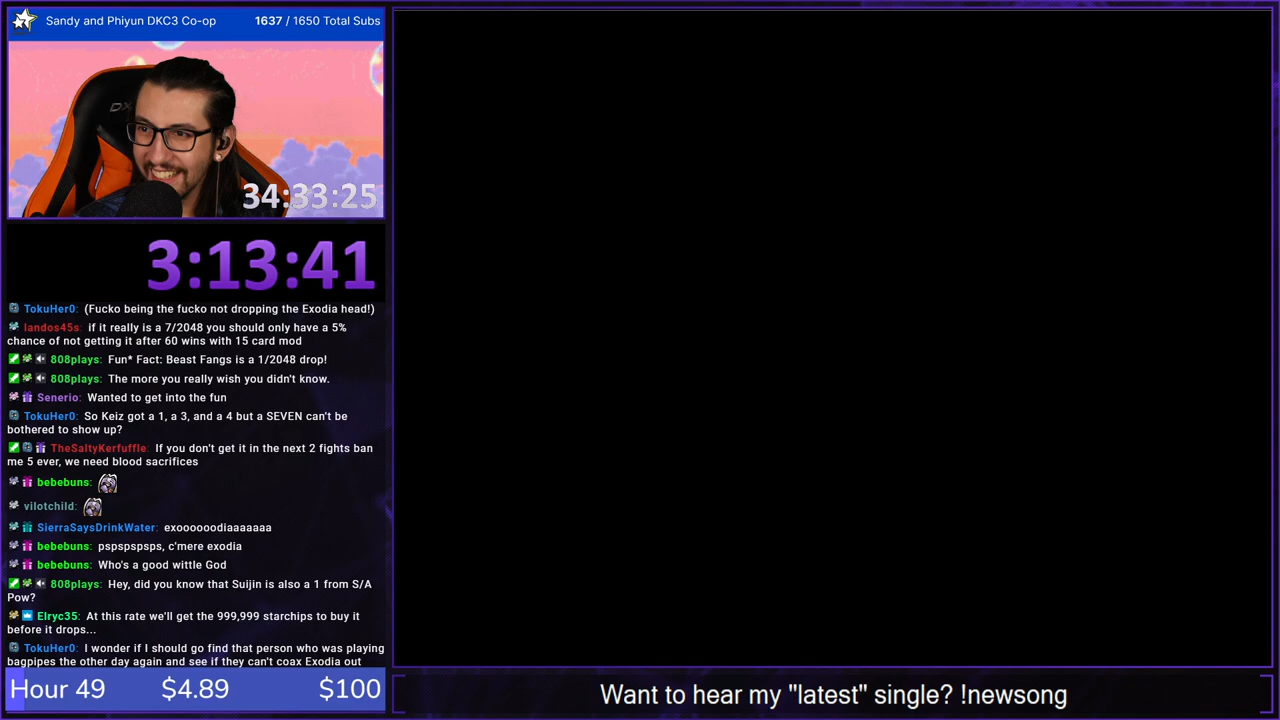 Sandy and Phiyun DKC3 Co-op 1637 / 1650 Total Subs
DX
34:33:25
3:13:41
TokuHer0: (Fucko being the fucko not dropping the Exodia head!)
landos45s: if it really is a 7/2048 you should only have a 5%
chance of not getting it after 60 wins with 15 card mod
808plays: Fun* Fact: Beast Fangs is a 1/2048 drop!
808plays: The more you really wish you didn't know.
Senerio: Wanted to get into the fun
TokuHer0: So Keiz got a 1, a 3, and a 4 but a SEVEN can't be
bothered to show up?
TheSaltyKerfuffle: If you don't get it in the next 2 fights ban
me 5 ever, we need blood sacrifices
bebebuns:
vilotchild:
SierraSaysDrinkWater: exoooooodiaaaaaaa
bebebuns: pspspspsps, c'mere exodia
bebebuns: Who's a good wittle God
808plays: Hey, did you know that Suijin is also a 1 from S/A
Pow?
Elryc35: At this rate we'll get the 999,999 starchips to buy it
before it drops...
TokuHer0: I wonder if I should go find that person who was playing
bagpipes the other day again and see if they can't coax Exodia out
Hour 49 $4.89 $100
Want to hear my "latest" single? !newsong